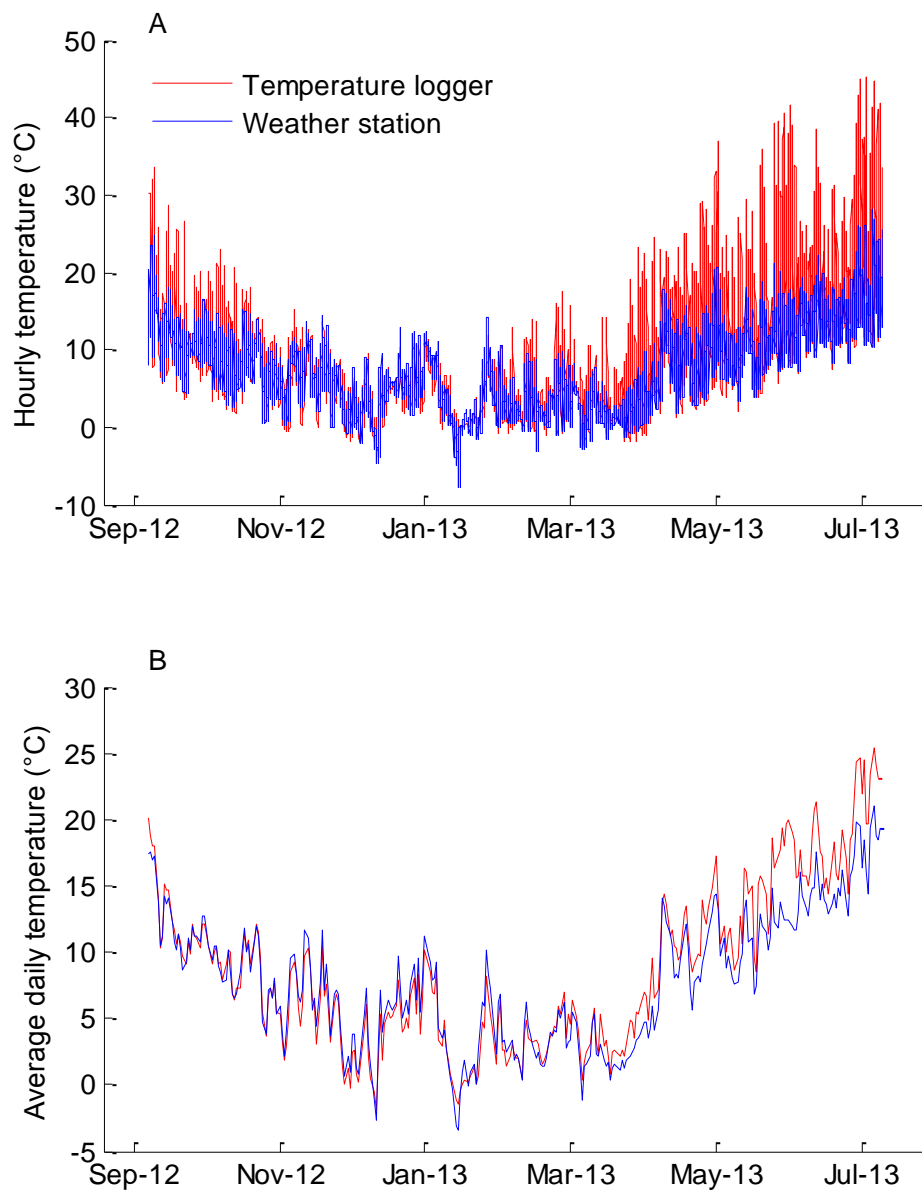 A
50
40
30
20
10
0
-10
Hourly temperature (°C)
Temperature logger
Weather station
Sep-12 Nov-12 Jan-13 Mar-13 May-13 Jul-13
B
30
25
20
15
10
5
0
-5
Average daily temperature (°C)
Sep-12 Nov-12 Jan-13 Mar-13 May-13 Jul-13